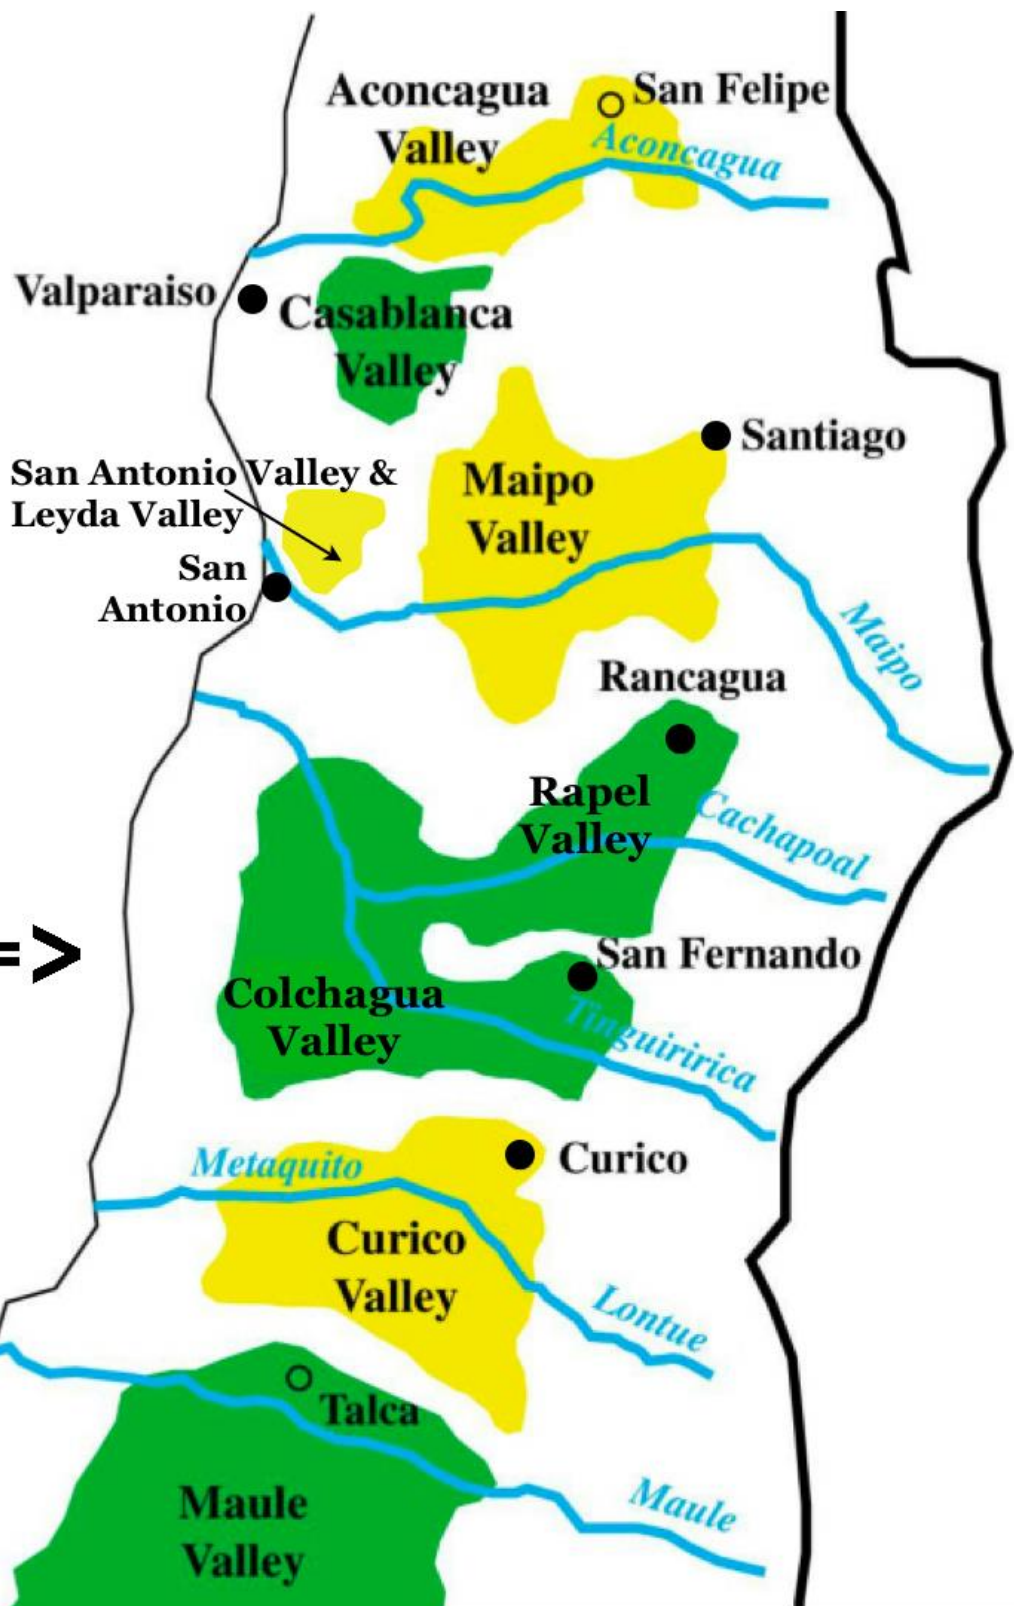 Aconcagua
Valley
San Felipe
Aconcagua
Valparaiso
Casablanca
Valley
Santiago
San Antonio Valley &
Leyda Valley
Maipo
Valley
San
Antonio
Maipo
Rancagua
Rapel
Valley
Cachapoal
=>
San Fernando
Colchagua
Valley
Tinguiririca
Metaquito
Curico
Curico
Valley
Lontue
Talca
Maule
Valley
Maule